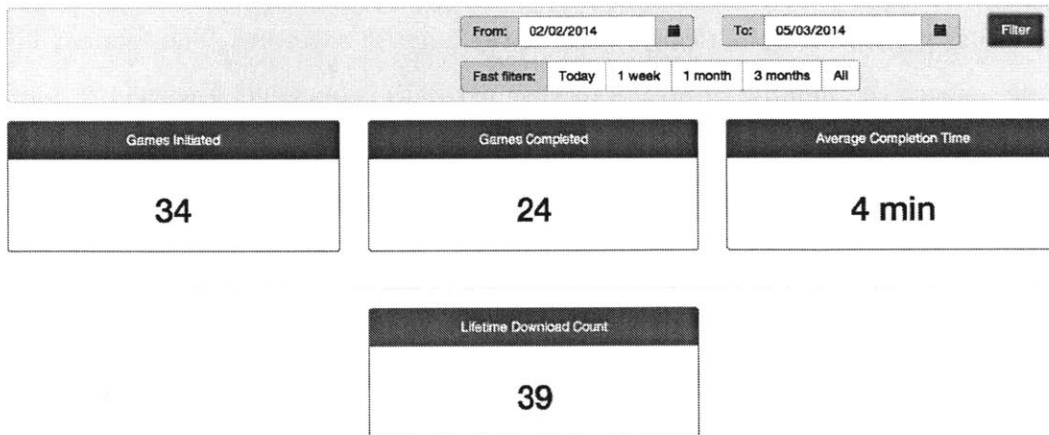 From: 02/02/2014 To: 05/03/2014 Filter
Fast filters: Today 1 week 1 month 3 months All
Games Initiated Games Completed Average Completion Time
34 24 4 min
Lifetime Download Count
39